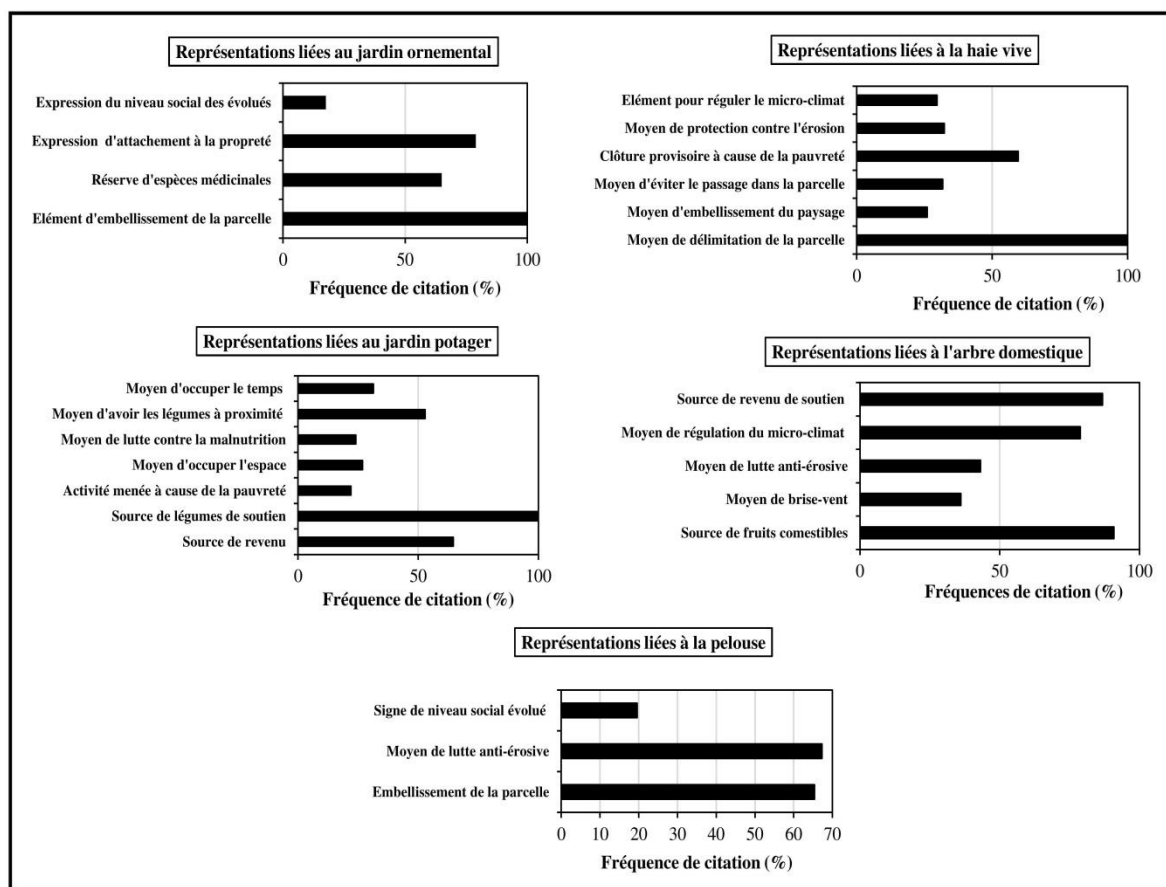 Représentations liées au jardin ornemental
Expression du niveau social des évolués
Expression d'attachement à la propreté
Réserve d'espèces médicinales
Elément d'embellissement de la parcelle
0 50 100
Fréquence de citation (%)
Représentations liées à la haie vive
Elément pour réguler le micro-climat
Moyen de protection contre l'érosion
Clôture provisoire à cause de la pauvreté
Moyen d'éviter le passage dans la parcelle
Moyen d'embellissement du paysage
Moyen de délimitation de la parcelle
0 50 100
Fréquence de citation (%)
Représentations liées au jardin potager
Moyen d'occuper le temps
Moyen d'avoir les légumes à proximité
Moyen de lutte contre la malnutrition
Moyen d'occuper l'espace
Activité menée à cause de la pauvreté
Source de légumes de soutien
Source de revenu
0 50 100
Fréquence de citation (%)
Représentations liées à l'arbre domestique
Source de revenu de soutien
Moyen de régulation du micro-climat
Moyen de lutte anti-érosive
Moyen de brise-vent
Source de fruits comestibles
0 50 100
Fréquences de citation (%)
Représentations liées à la pelouse
Signe de niveau social évolué
Moyen de lutte anti-érosive
Embellissement de la parcelle
0 10 20 30 40 50 60 70
Fréquence de citation (%)